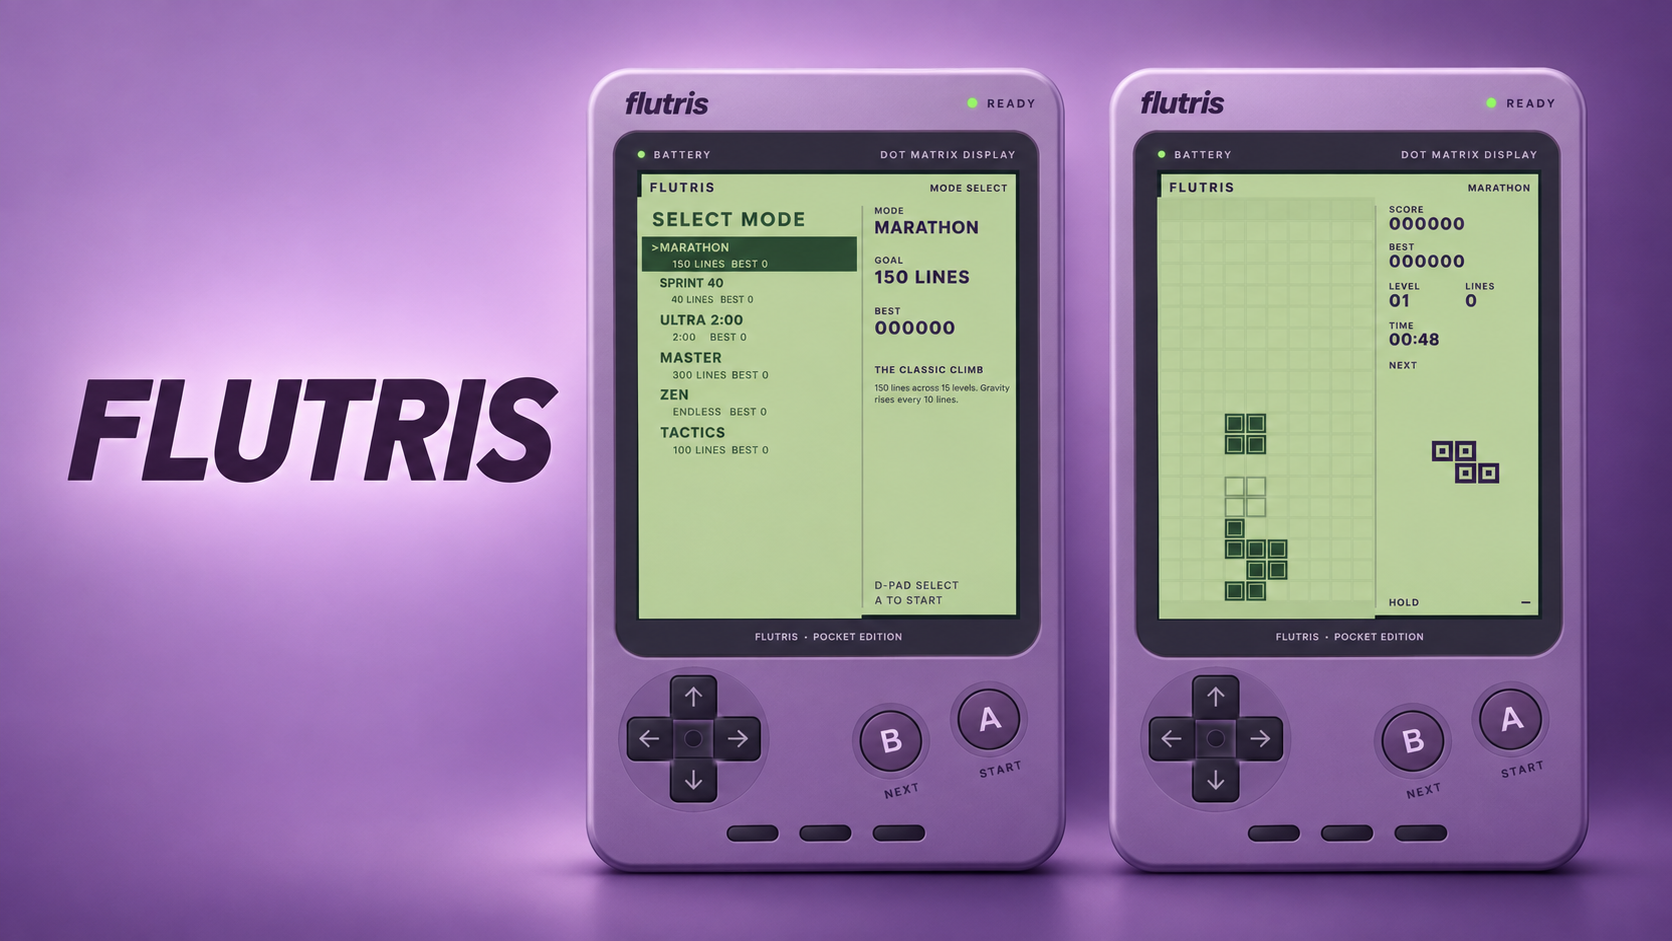 FLUTRIS
flutris
READY
BATTERY
DOT MATRIX DISPLAY
FLUTRIS
MODE SELECT
SELECT MODE
>MARATHON
150 LINES BEST 0
SPRINT 40
40 LINES BEST 0
ULTRA 2:00
2:00 BEST 0
MASTER
300 LINES BEST 0
ZEN
ENDLESS BEST 0
TACTICS
100 LINES BEST 0
MODE
MARATHON
GOAL
150 LINES
BEST
000000
THE CLASSIC CLIMB
150 lines across 15 levels. Gravity
rises every 10 lines.
D-PAD SELECT
A TO START
FLUTRIS • POCKET EDITION
B
A
NEXT
START
flutris
READY
BATTERY
DOT MATRIX DISPLAY
FLUTRIS
MARATHON
SCORE
000000
BEST
000000
LEVEL LINES
01 0
TIME
00:48
NEXT
HOLD –
FLUTRIS • POCKET EDITION
B
A
NEXT
START